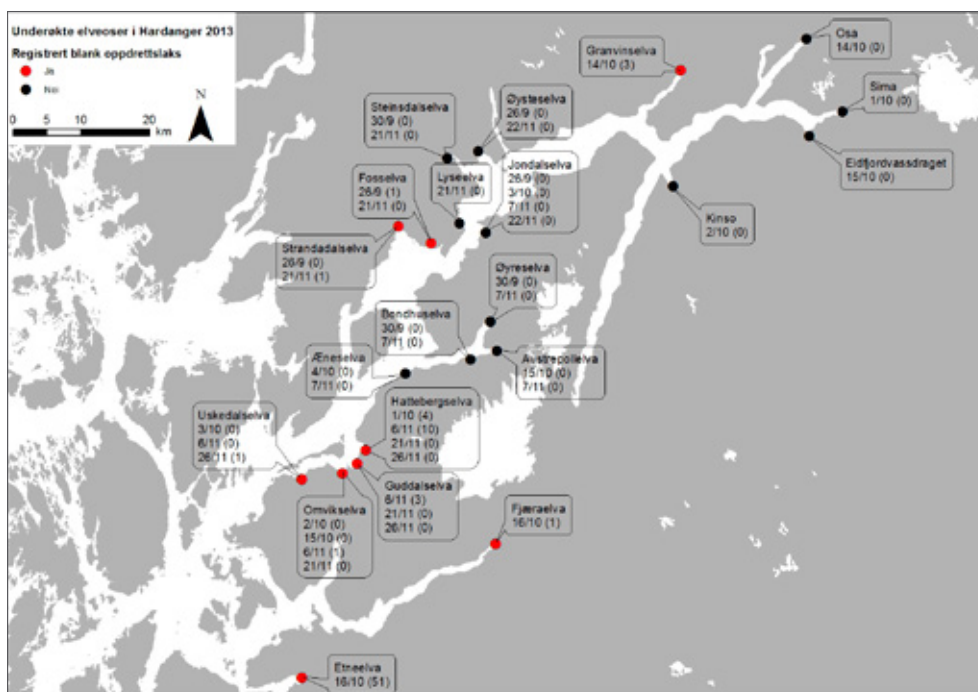 Underøkte elveoser i Hardanger 2013
Registrert blank oppdrettslaks
Ja
Nei
N
0 5 10 20
km
Granvinselva
14/10 (3)
Osa
14/10 (0)
Sima
1/10 (0)
Eidfjordvassdraget
15/10 (0)
Kinso
2/10 (0)
Steinsdalselva
30/9 (0)
21/11 (0)
Øysteselva
26/9 (0)
22/11 (0)
Lyseelva
21/11 (0)
Jondalselva
26/9 (0)
3/10 (0)
7/11 (0)
22/11 (0)
Fosselva
26/9 (1)
21/11 (0)
Strandadalselva
26/9 (0)
21/11 (1)
Øyreselva
30/9 (0)
7/11 (0)
Bondhuselva
30/9 (0)
7/11 (0)
Austrepollelva
15/10 (0)
7/11 (0)
Æneselva
4/10 (0)
7/11 (0)
Hattebergselva
1/10 (4)
6/11 (10)
21/11 (0)
26/11 (0)
Uskedalselva
3/10 (0)
6/11 (0)
26/11 (1)
Guddalselva
6/11 (3)
21/11 (0)
26/11 (0)
Omvikselva
2/10 (0)
15/10 (0)
6/11 (1)
21/11 (0)
Fjæraelva
16/10 (1)
Etneelva
16/10 (51)